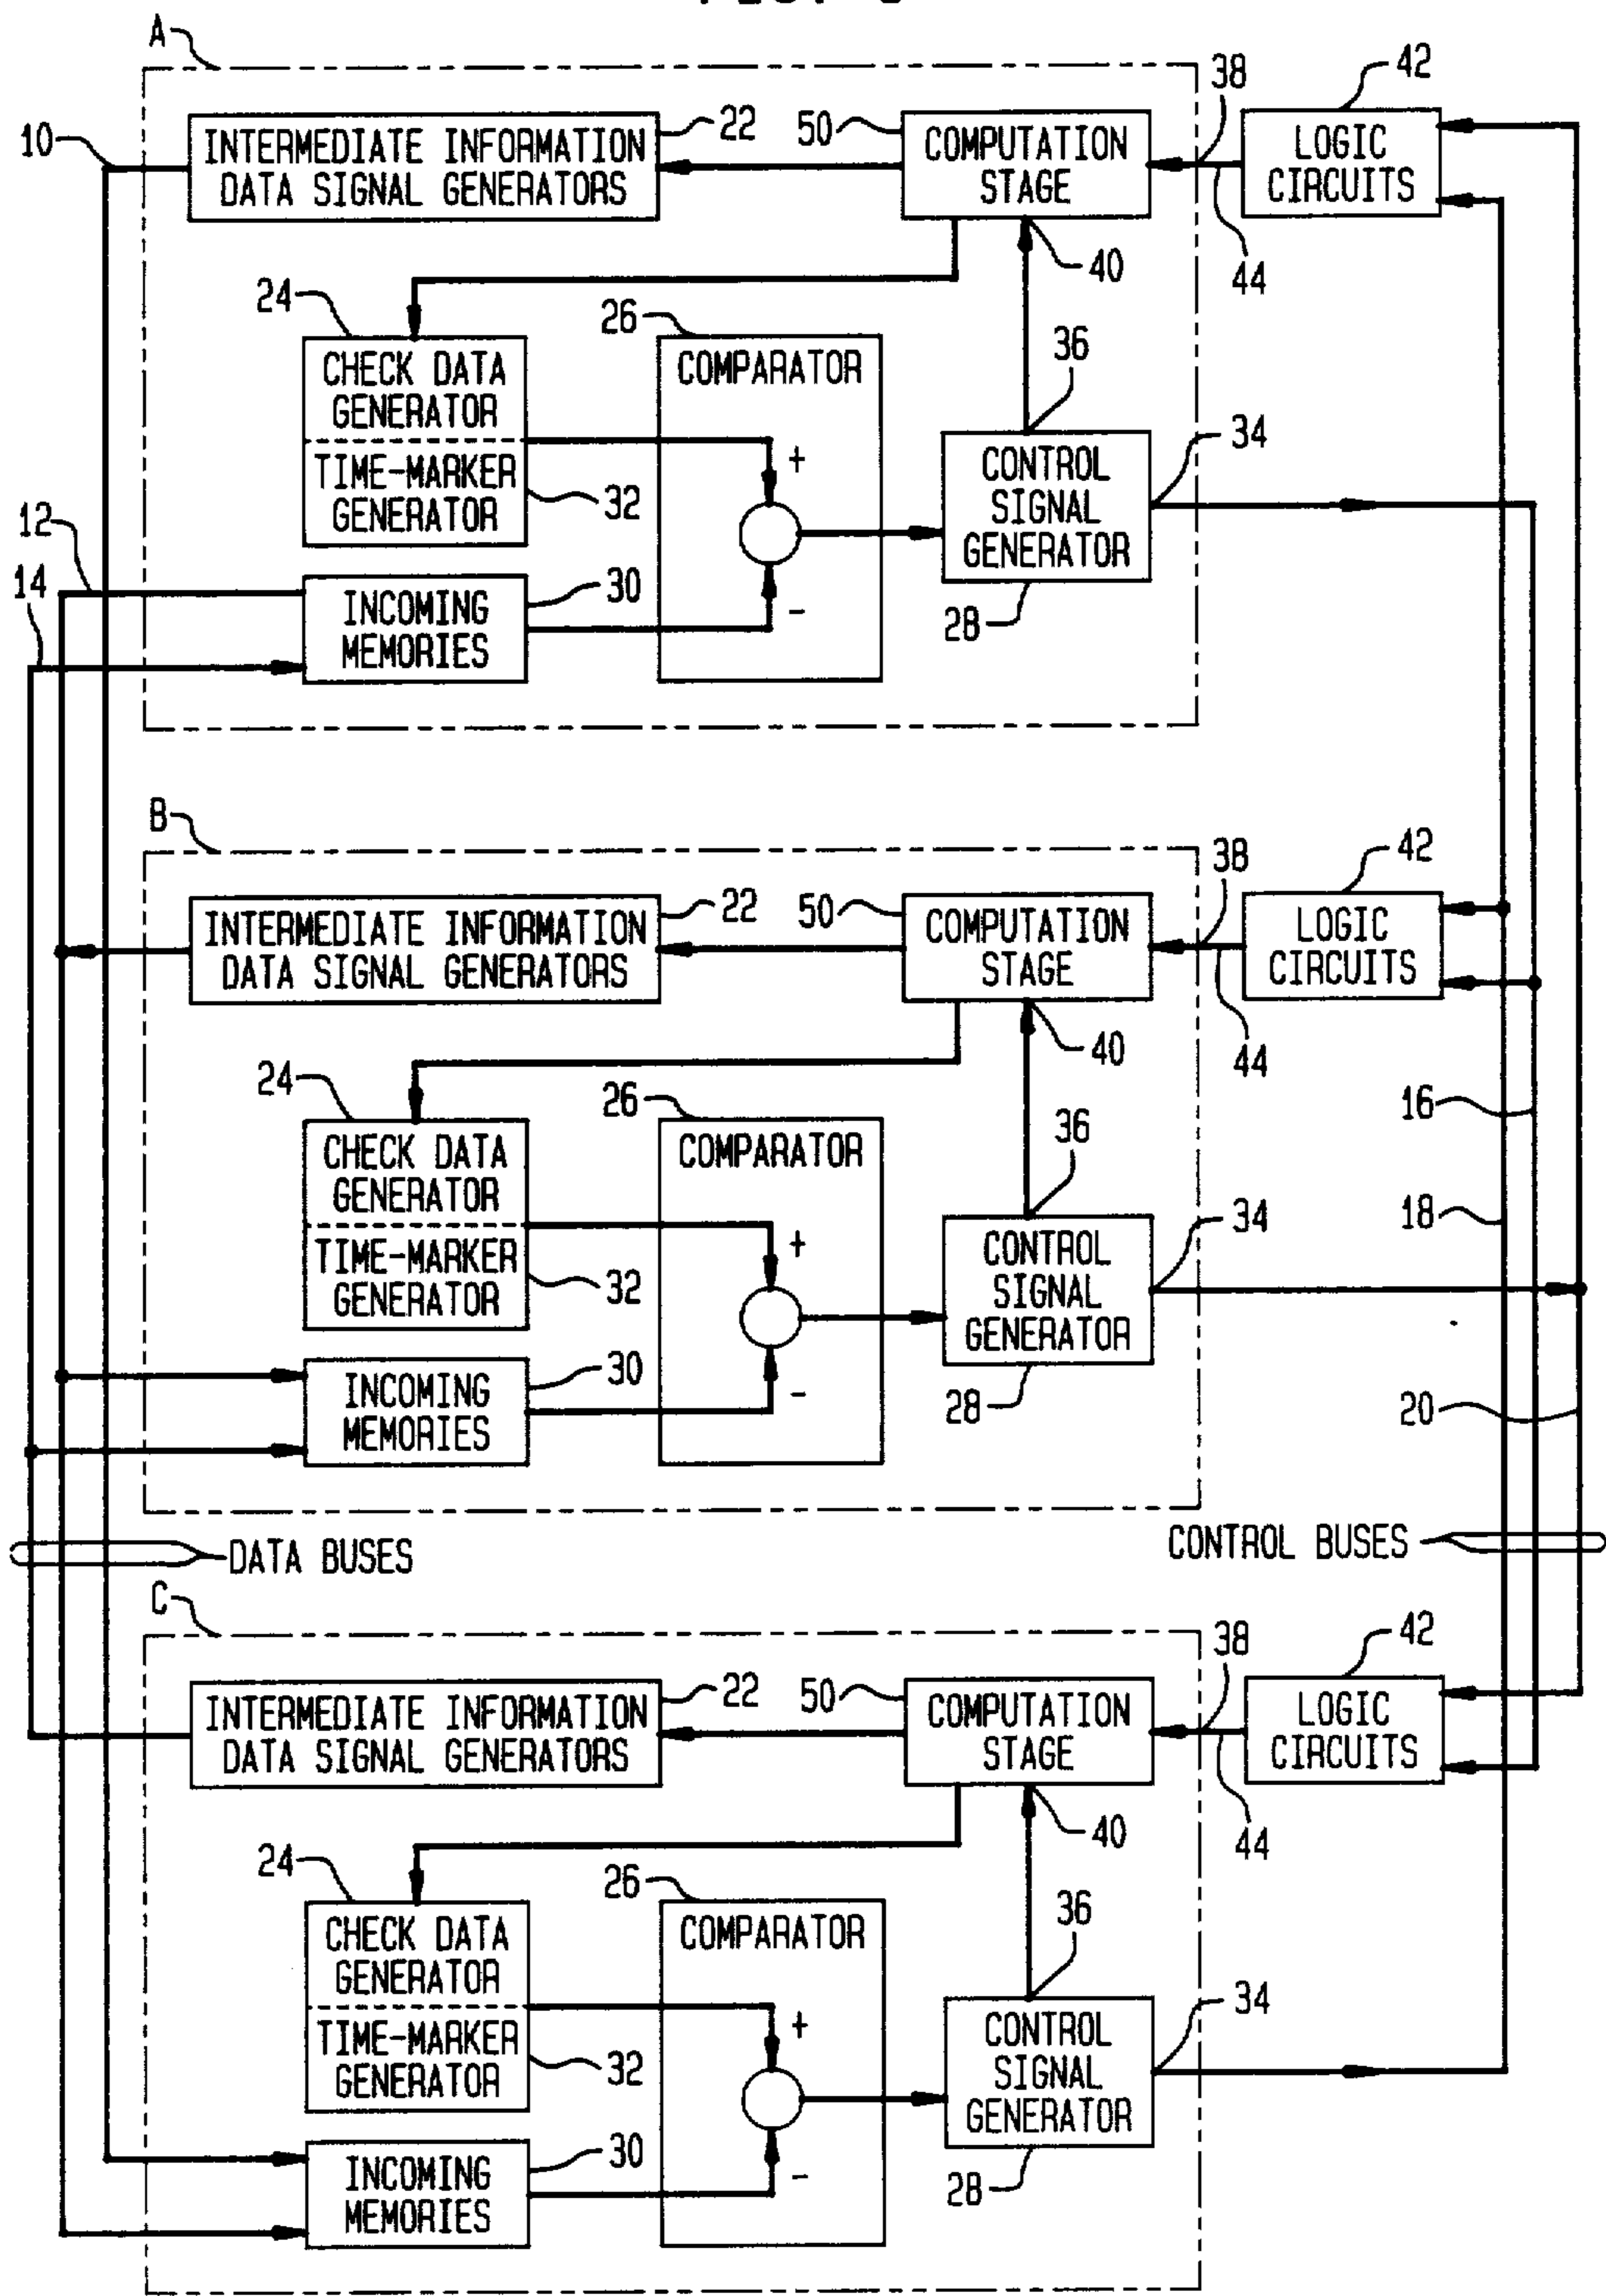 A
10
INTERMEDIATE INFORMATION
DATA SIGNAL GENERATORS
22
50
COMPUTATION
STAGE
38
42
LOGIC
CIRCUITS
40
44
24
26
36
CHECK DATA
GENERATOR
TIME-MARKER
GENERATOR
32
COMPARATOR
+
-
CONTROL
SIGNAL
GENERATOR
34
28
12
14
30
INCOMING
MEMORIES
B
INTERMEDIATE INFORMATION
DATA SIGNAL GENERATORS
22
50
COMPUTATION
STAGE
38
42
LOGIC
CIRCUITS
40
44
24
26
36
16
CHECK DATA
GENERATOR
TIME-MARKER
GENERATOR
32
COMPARATOR
+
-
CONTROL
SIGNAL
GENERATOR
34
18
28
20
30
INCOMING
MEMORIES
DATA BUSES
CONTROL BUSES
C
INTERMEDIATE INFORMATION
DATA SIGNAL GENERATORS
22
50
COMPUTATION
STAGE
38
42
LOGIC
CIRCUITS
40
44
24
26
36
CHECK DATA
GENERATOR
TIME-MARKER
GENERATOR
32
COMPARATOR
+
-
CONTROL
SIGNAL
GENERATOR
34
28
30
INCOMING
MEMORIES